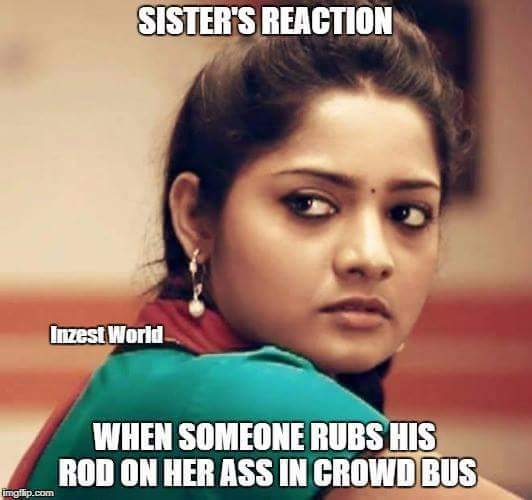 SISTER'S REACTION
Inzest World
WHEN SOMEONE RUBS HIS
ROD ON HER ASS IN CROWD BUS
imgflip.com